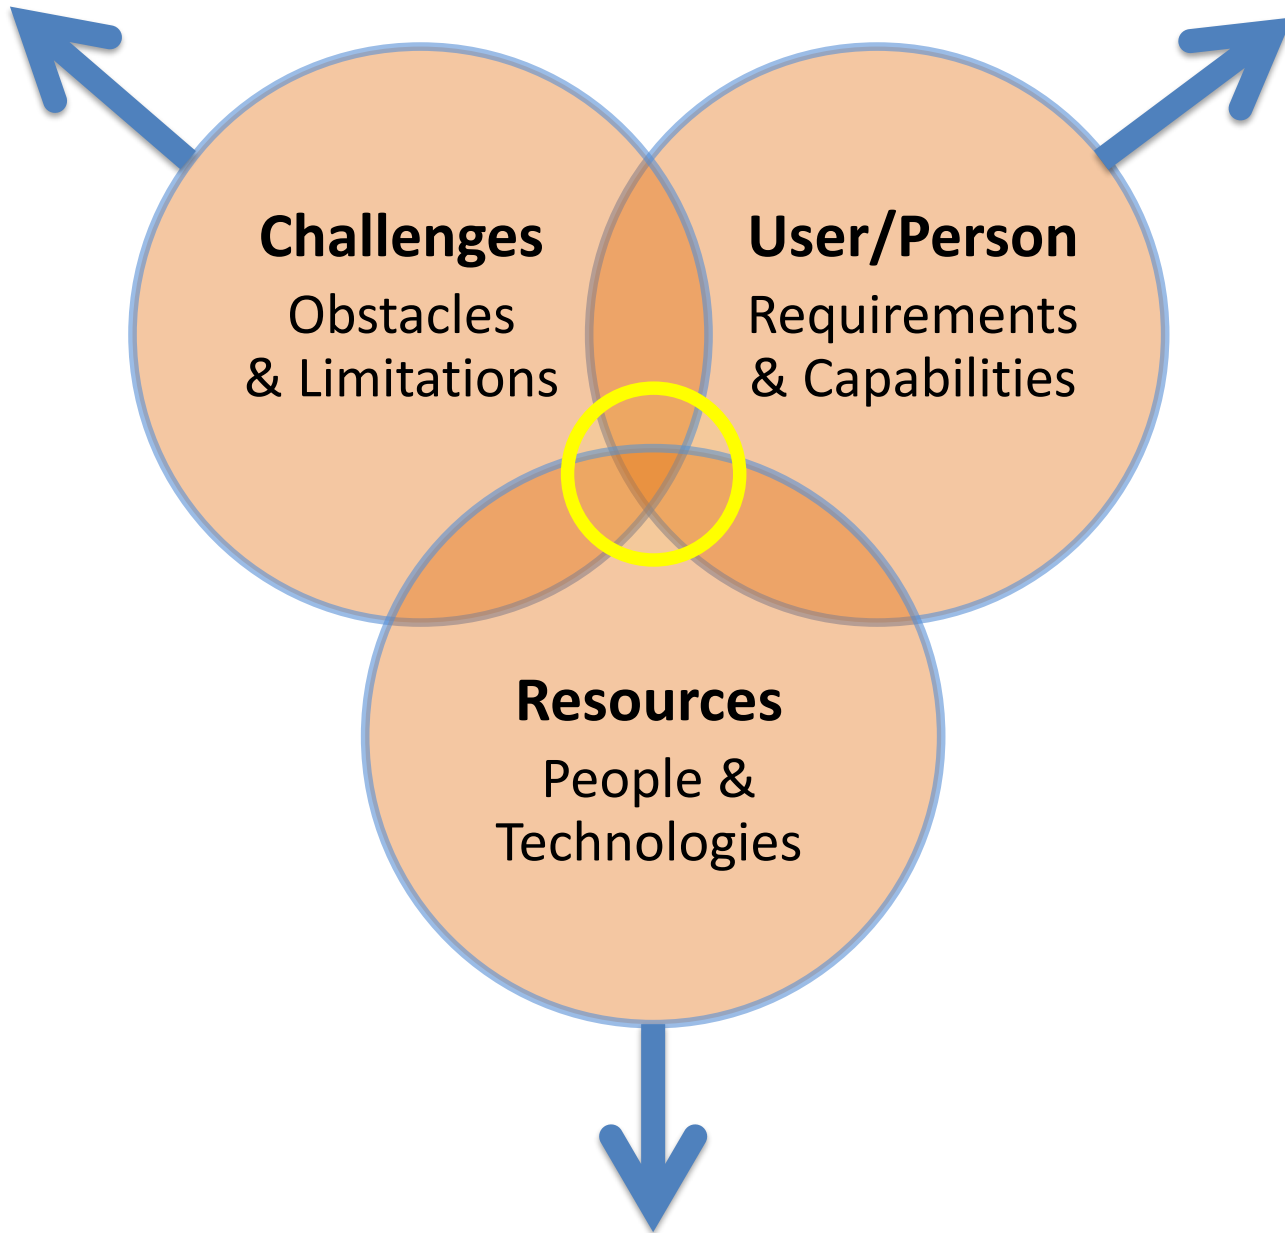 Challenges
Obstacles
& Limitations
User/Person
Requirements
& Capabilities
Resources
People &
Technologies